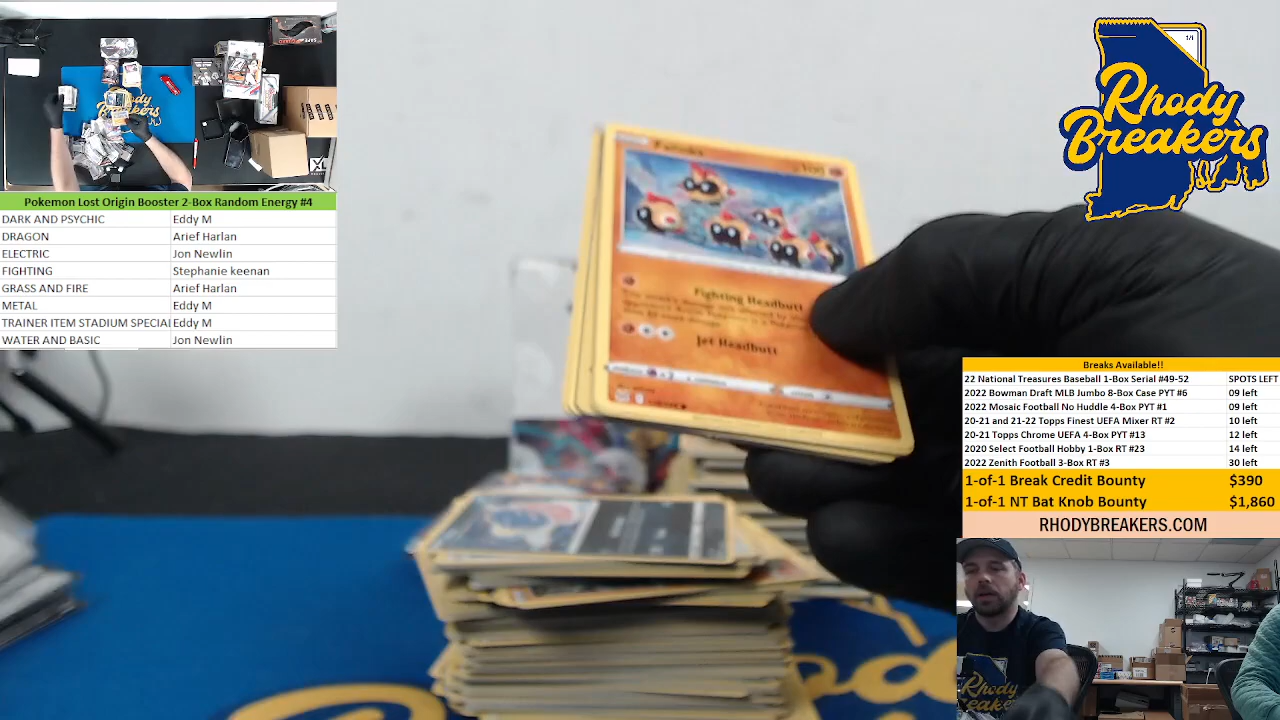 Pokemon Lost Origin Booster 2-Box Random Energy #4
DARK AND PSYCHIC Eddy M
DRAGON Arief Harlan
ELECTRIC Jon Newlin
FIGHTING Stephanie keenan
GRASS AND FIRE Arief Harlan
METAL Eddy M
TRAINER ITEM STADIUM SPECIAL Eddy M
WATER AND BASIC Jon Newlin
Fighting Headbutt
Jet Headbutt
1/1
Rhody
Breakers
Breaks Available!!
22 National Treasures Baseball 1-Box Serial #49-52 SPOTS LEFT
2022 Bowman Draft MLB Jumbo 8-Box Case PYT #6 09 left
2022 Mosaic Football No Huddle 4-Box PYT #1 09 left
20-21 and 21-22 Topps Finest UEFA Mixer RT #2 10 left
20-21 Topps Chrome UEFA 4-Box PYT #13 12 left
2020 Select Football Hobby 1-Box RT #23 14 left
2022 Zenith Football 3-Box RT #3 30 left
1-of-1 Break Credit Bounty $390
1-of-1 NT Bat Knob Bounty $1,860
RHODYBREAKERS.COM
Rhody
Breakers